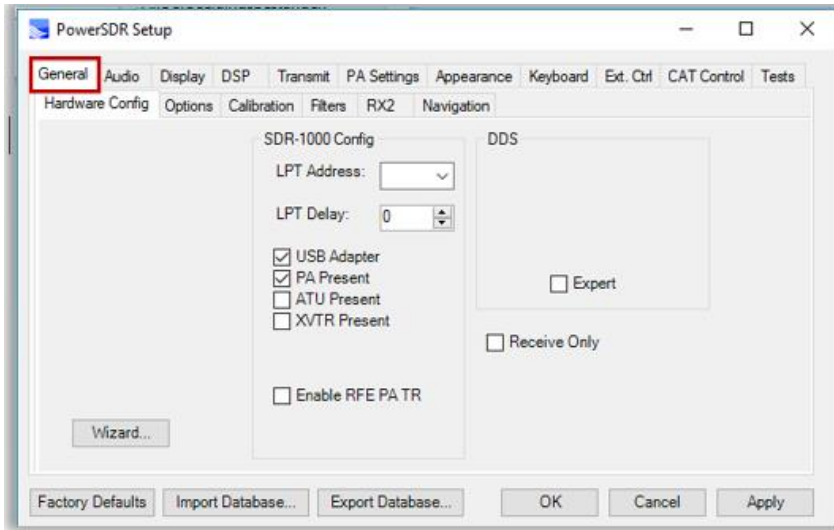 PowerSDR Setup
General Audio Display DSP Transmit PA Settings Appearance Keyboard Ext. Ctrl CAT Control Tests
Hardware Config Options Calibration Filters RX2 Navigation
SDR-1000 Config
LPT Address:
LPT Delay: 0
USB Adapter
PA Present
ATU Present
XVTR Present
Enable RFE PA TR
DDS
Expert
Receive Only
Wizard...
Factory Defaults Import Database... Export Database... OK Cancel Apply